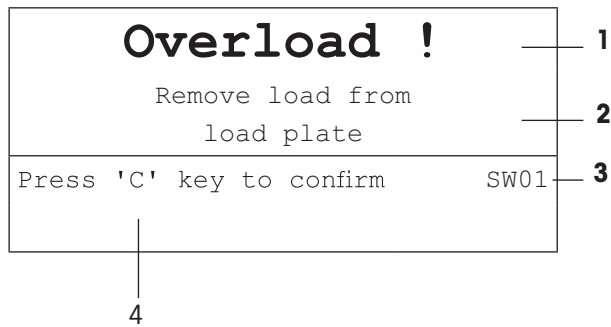 Overload !
1
Remove load from
load plate
2
Press 'C' key to confirm SW01
3
4